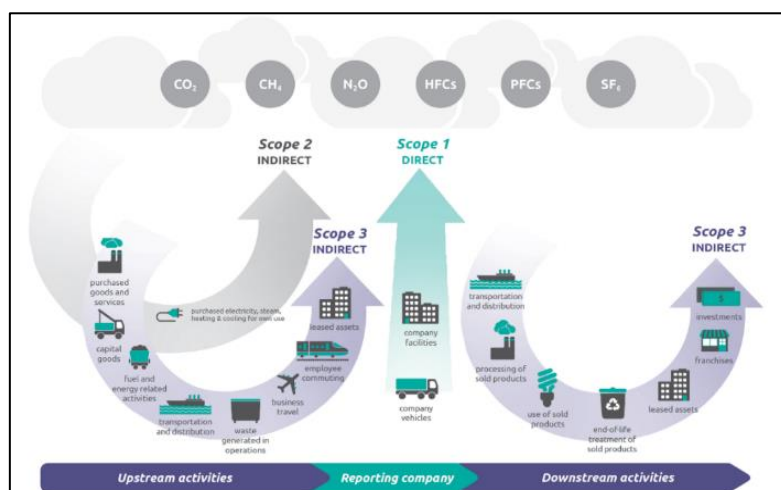 CO₂
CH₄
N₂O
HFCs
PFCs
SF₆
Scope 2
INDIRECT
Scope 1
DIRECT
Scope 3
INDIRECT
Scope 3
INDIRECT
purchased
goods and
services
capital
goods
fuel and
energy related
activities
transportation
and distribution
waste
generated in
operations
business
travel
employee
commuting
leased assets
purchased electricity, steam,
heating & cooling for own use
company
facilities
company
vehicles
transportation
and distribution
processing of
sold products
use of sold
products
end-of-life
treatment of
sold products
leased assets
franchises
investments
$
Upstream activities
Reporting company
Downstream activities